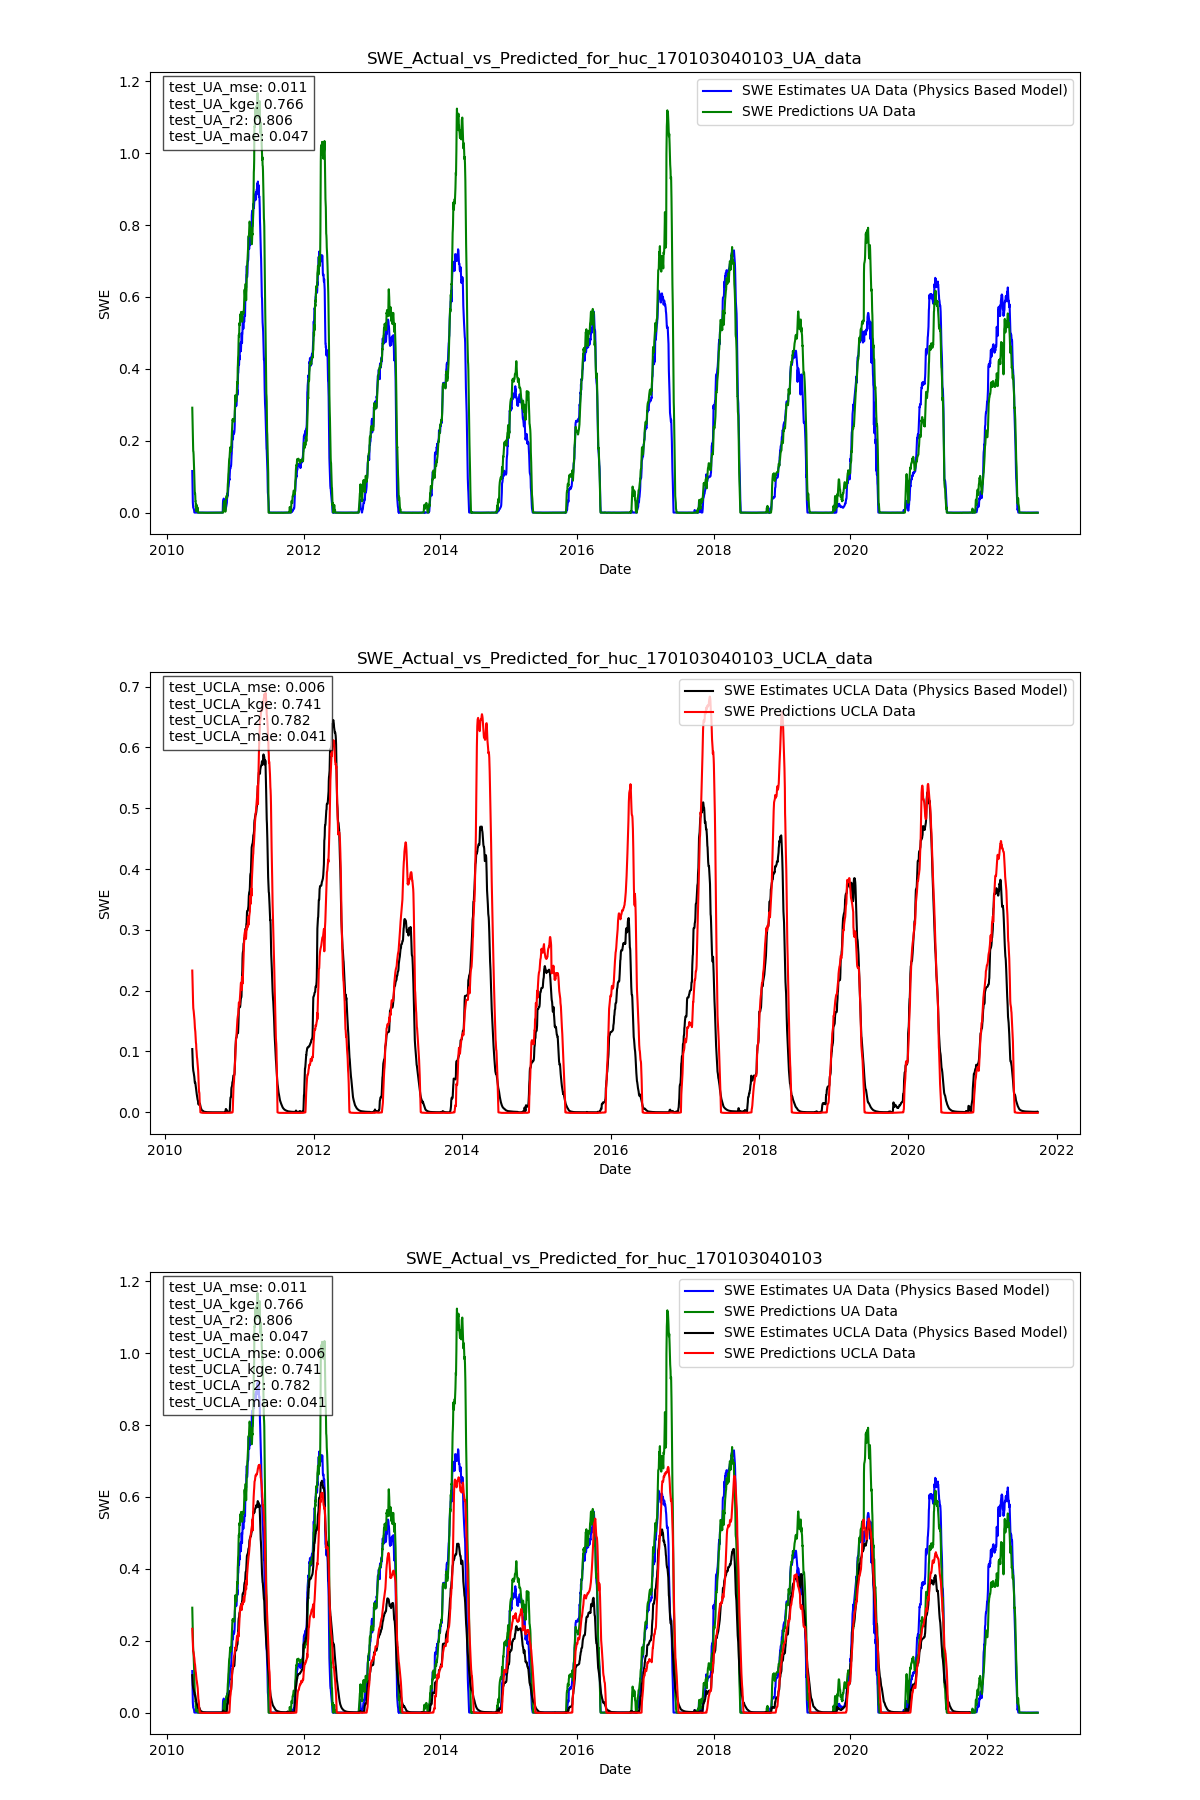 SWE_Actual_vs_Predicted_for_huc_170103040103_UA_data
test_UA_mse: 0.011
test_UA_kge: 0.766
test_UA_r2: 0.806
test_UA_mae: 0.047
SWE Estimates UA Data (Physics Based Model)
SWE Predictions UA Data
1.2
1.0
0.8
0.6
0.4
0.2
0.0
SWE
2010 2012 2014 2016 2018 2020 2022
Date
SWE_Actual_vs_Predicted_for_huc_170103040103_UCLA_data
test_UCLA_mse: 0.006
test_UCLA_kge: 0.741
test_UCLA_r2: 0.782
test_UCLA_mae: 0.041
SWE Estimates UCLA Data (Physics Based Model)
SWE Predictions UCLA Data
0.7
0.6
0.5
0.4
0.3
0.2
0.1
0.0
SWE
2010 2012 2014 2016 2018 2020 2022
Date
SWE_Actual_vs_Predicted_for_huc_170103040103
test_UA_mse: 0.011
test_UA_kge: 0.766
test_UA_r2: 0.806
test_UA_mae: 0.047
test_UCLA_mse: 0.006
test_UCLA_kge: 0.741
test_UCLA_r2: 0.782
test_UCLA_mae: 0.041
SWE Estimates UA Data (Physics Based Model)
SWE Predictions UA Data
SWE Estimates UCLA Data (Physics Based Model)
SWE Predictions UCLA Data
1.2
1.0
0.8
0.6
0.4
0.2
0.0
SWE
2010 2012 2014 2016 2018 2020 2022
Date